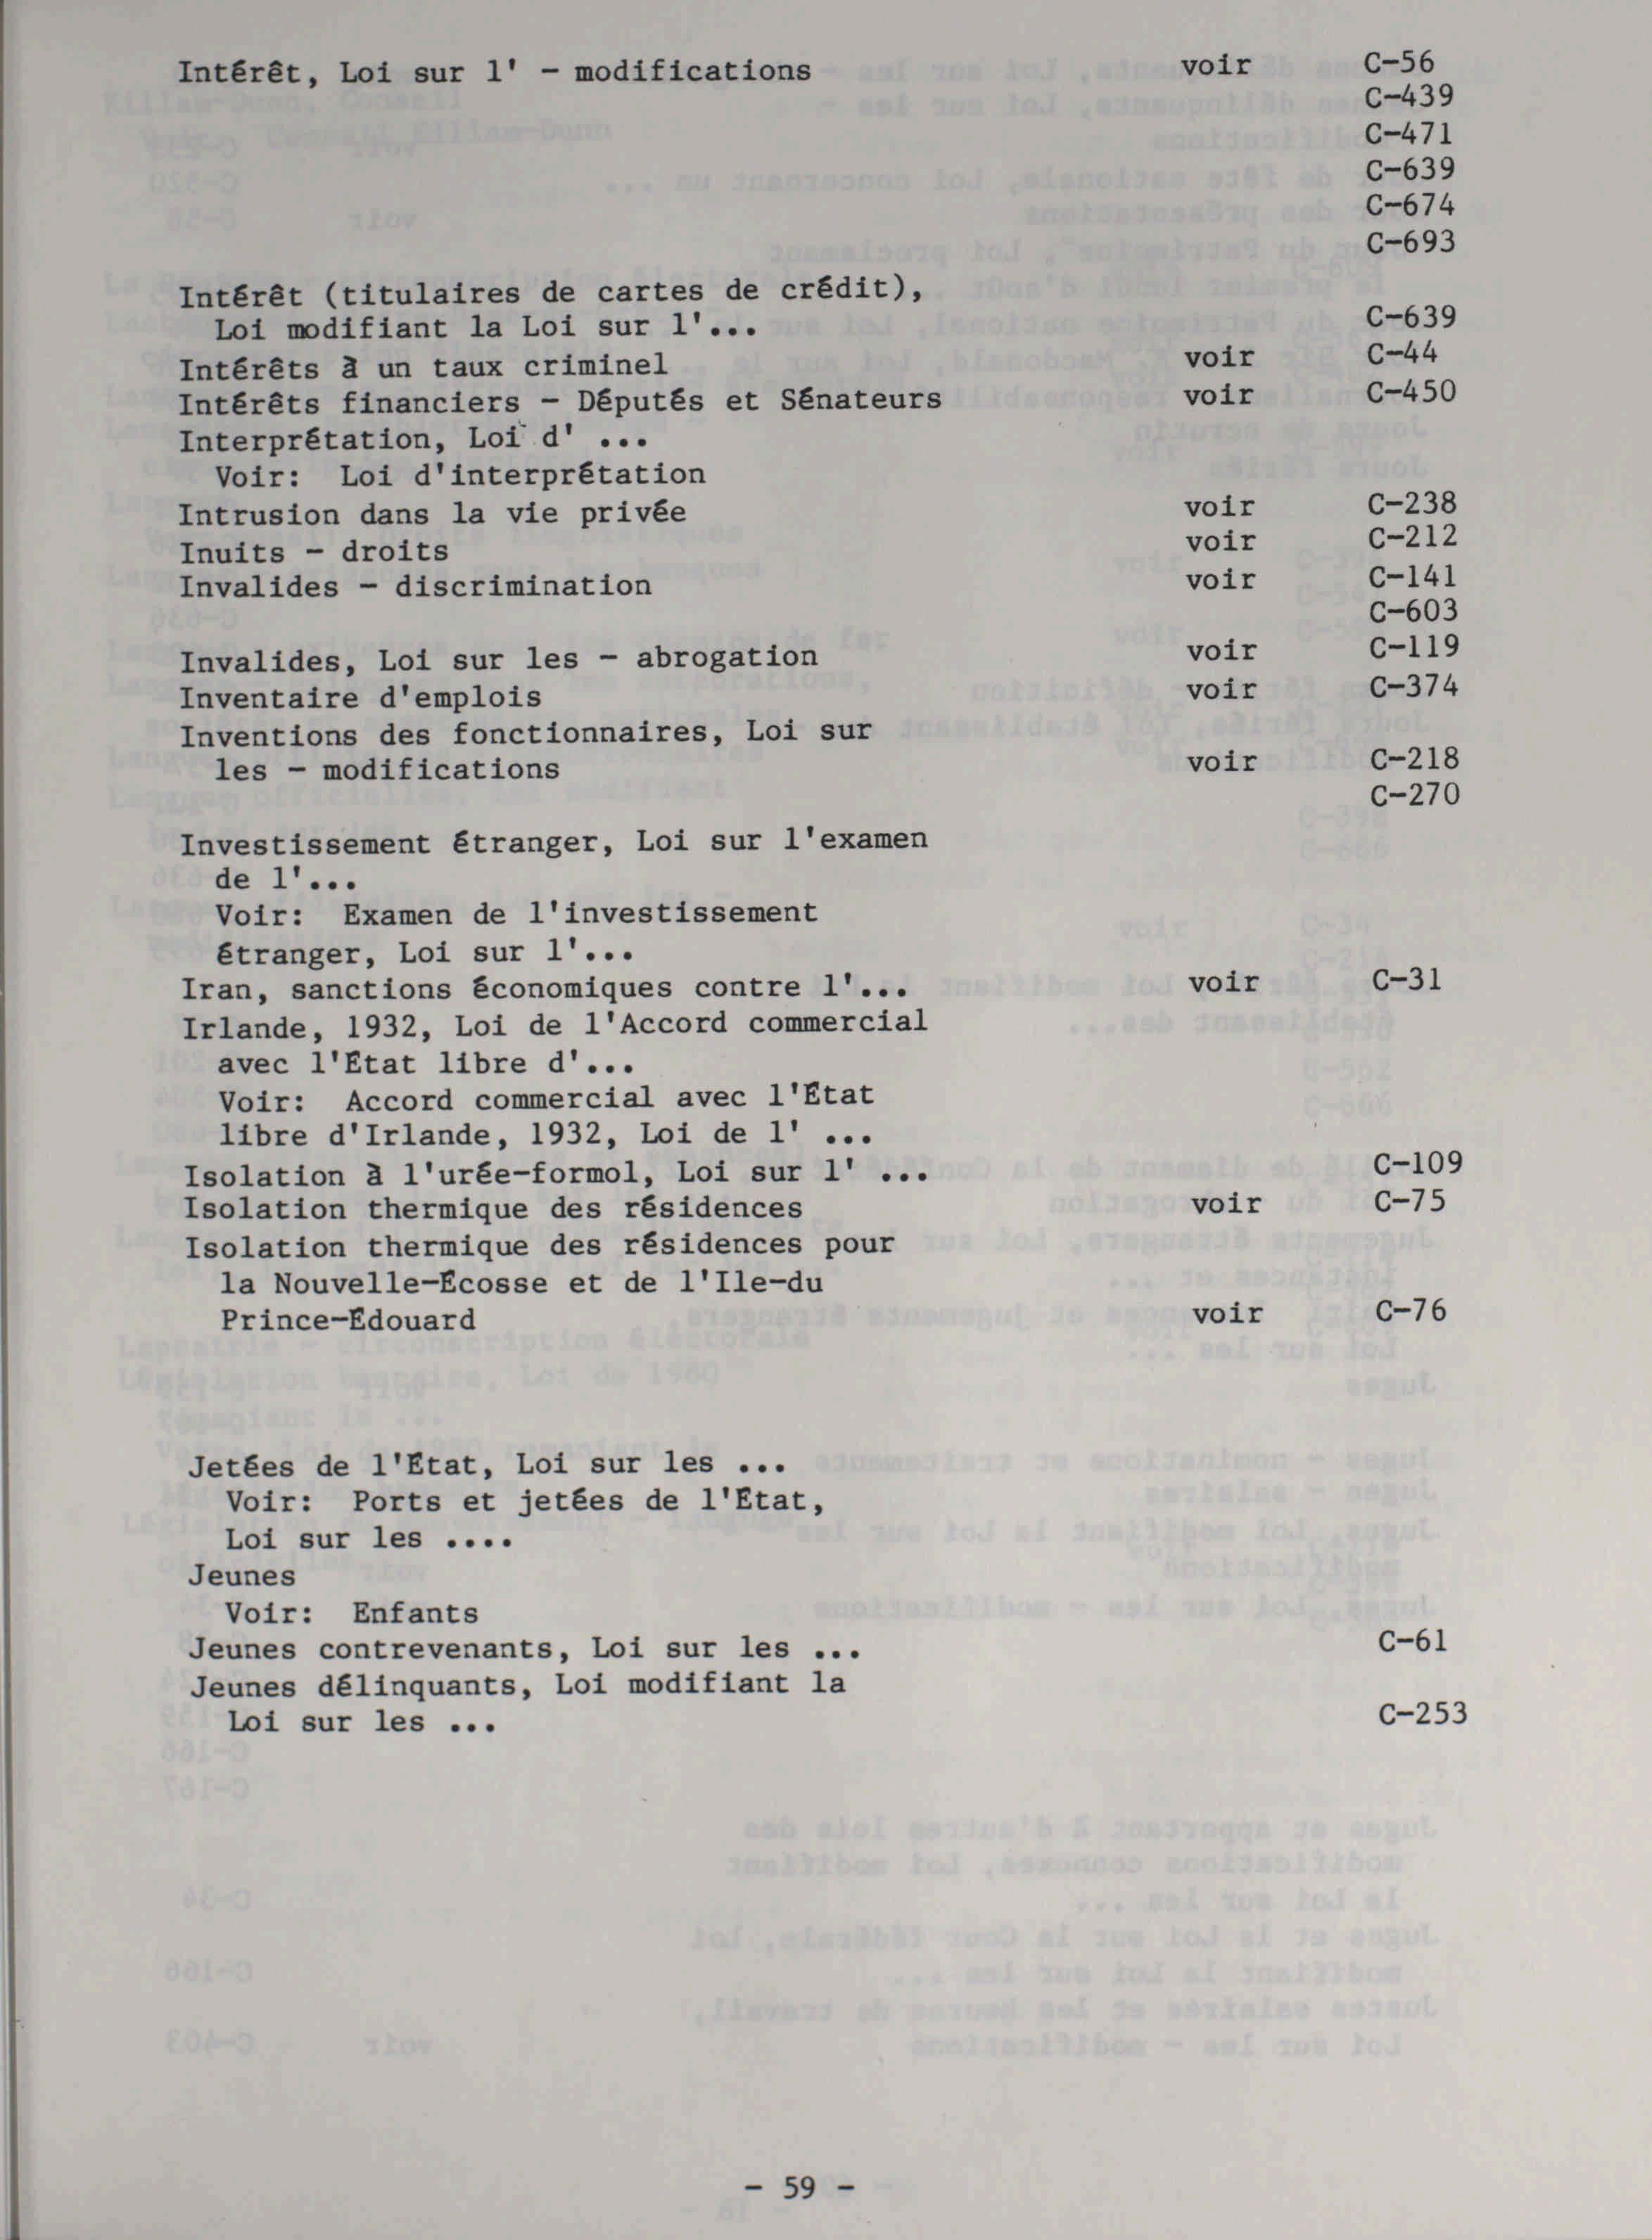 Intérêt, Loi sur l' - modifications voir C-56
C-439
C-471
C-639
C-674
C-693
Intérêt (titulaires de cartes de crédit),
Loi modifiant la Loi sur l'... C-639
Intérêts à un taux criminel voir C-44
Intérêts financiers - Députés et Sénateurs voir C-450
Interprétation, Loi d' ...
Voir: Loi d'interprétation
Intrusion dans la vie privée voir C-238
Inuits - droits voir C-212
Invalides - discrimination voir C-141
C-603
Invalides, Loi sur les - abrogation voir C-119
Inventaire d'emplois voir C-374
Inventions des fonctionnaires, Loi sur
les - modifications voir C-218
C-270
Investissement étranger, Loi sur l'examen
de l'...
Voir: Examen de l'investissement
étranger, Loi sur l'...
Iran, sanctions économiques contre l'... voir C-31
Irlande, 1932, Loi de l'Accord commercial
avec l'État libre d'...
Voir: Accord commercial avec l'État
libre d'Irlande, 1932, Loi de l' ...
Isolation à l'urée-formol, Loi sur l' ... C-109
Isolation thermique des résidences voir C-75
Isolation thermique des résidences pour
la Nouvelle-Écosse et de l'Ile-du
Prince-Édouard voir C-76
Jetées de l'État, Loi sur les ...
Voir: Ports et jetées de l'État,
Loi sur les ....
Jeunes
Voir: Enfants
Jeunes contrevenants, Loi sur les ... C-61
Jeunes délinquants, Loi modifiant la
Loi sur les ... C-253
- 59 -